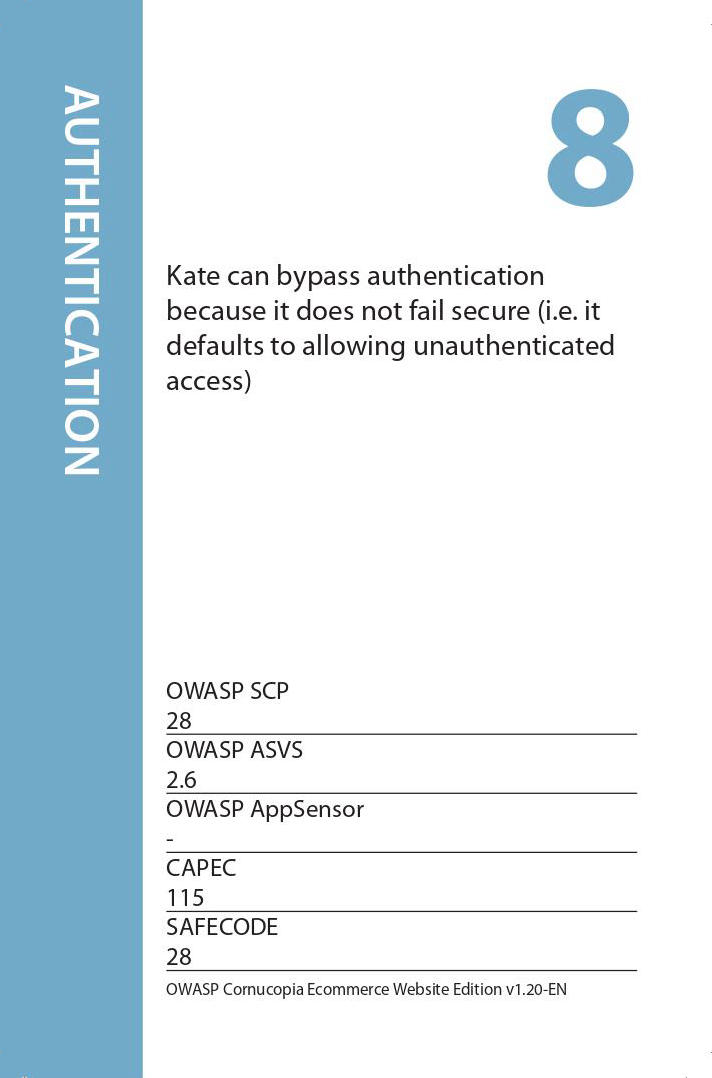 AUTHENTICATION
8
Kate can bypass authentication
because it does not fail secure (i.e. it
defaults to allowing unauthenticated
access)
OWASP SCP
28
OWASP ASVS
2.6
OWASP AppSensor
-
CAPEC
115
SAFECODE
28
OWASP Cornucopia Ecommerce Website Edition v1.20-EN